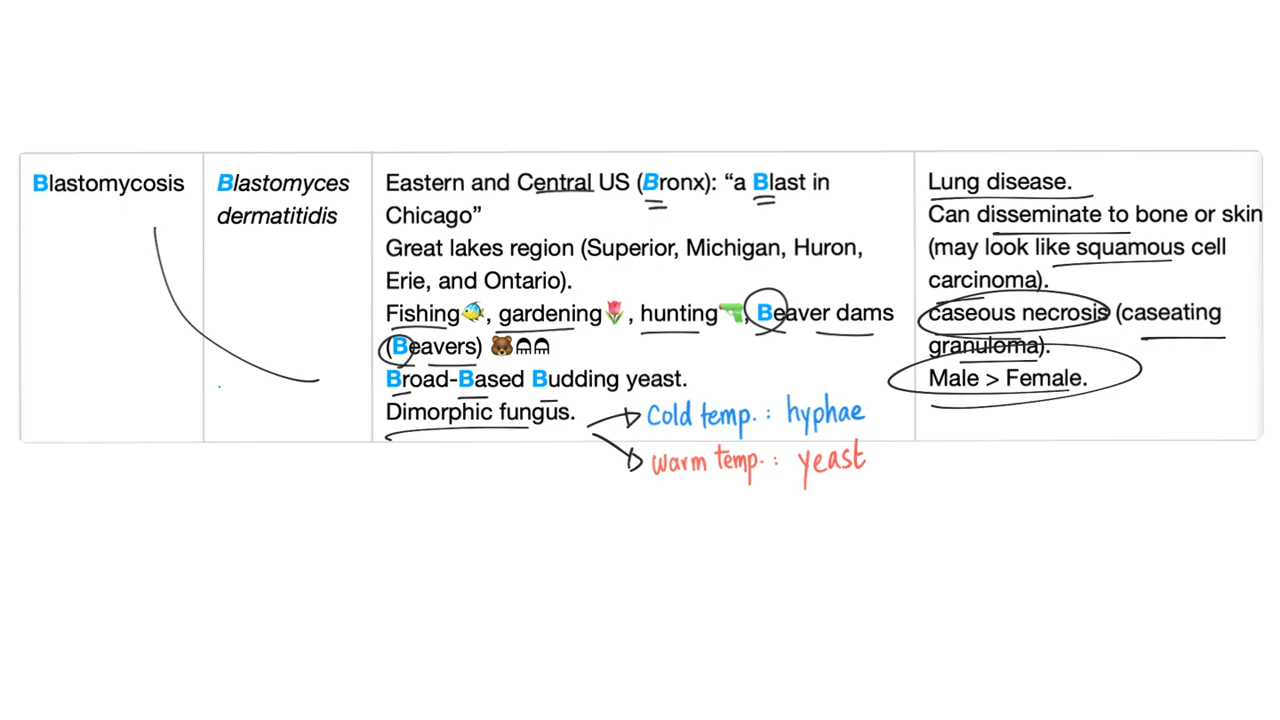 Blastomycosis
Blastomyces
dermatitidis
Eastern and Central US (Bronx): “a Blast in
Chicago”
Great lakes region (Superior, Michigan, Huron,
Erie, and Ontario).
Fishing🐠, gardening🌷, hunting🔫, Beaver dams
(Beavers) 🐻
Broad-Based Budding yeast.
Dimorphic fungus.
Cold temp.: hyphae
warm temp.: yeast
Lung disease.
Can disseminate to bone or skin
(may look like squamous cell
carcinoma).
caseous necrosis (caseating
granuloma).
Male > Female.